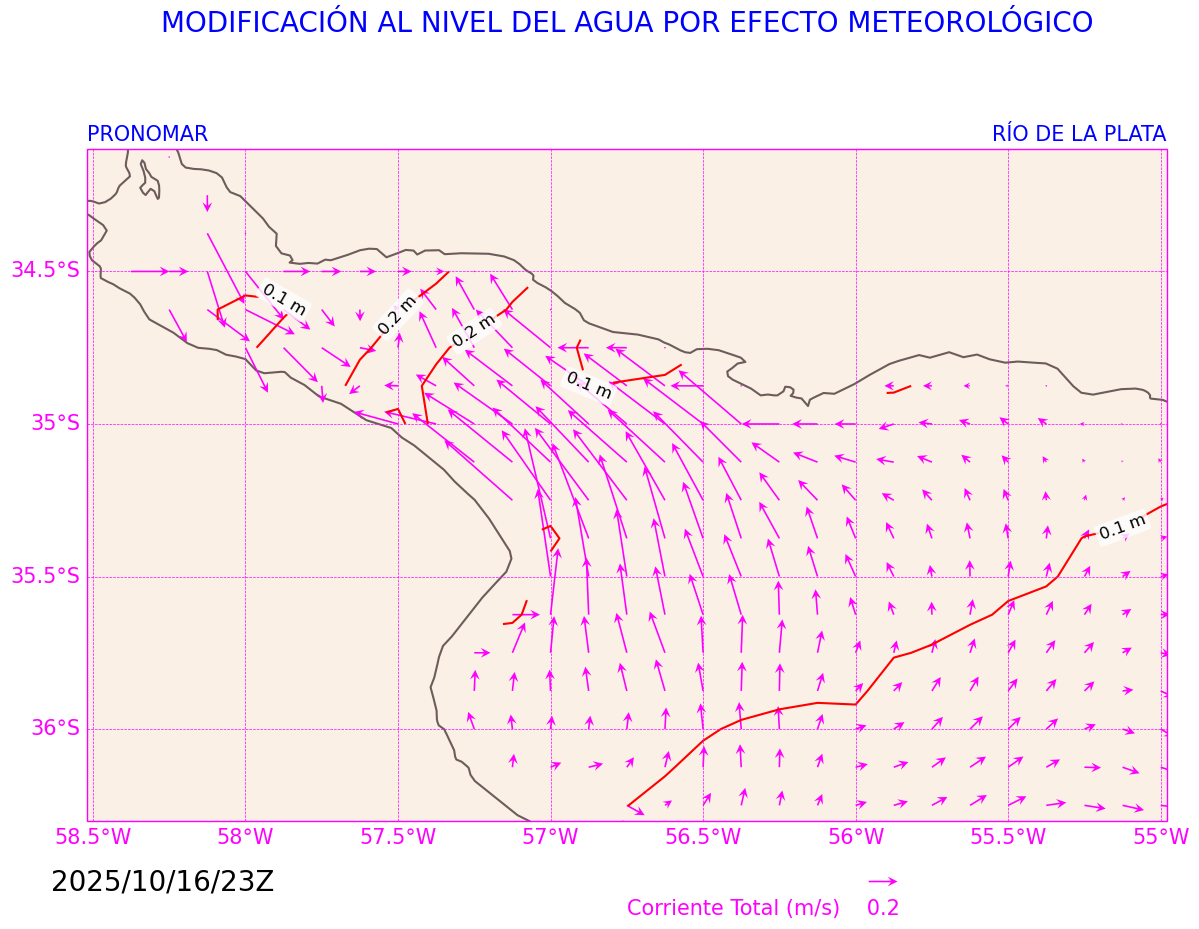 MODIFICACIÓN AL NIVEL DEL AGUA POR EFECTO METEOROLÓGICO
PRONOMAR RÍO DE LA PLATA
34.5°S
35°S
35.5°S
36°S
0.1 m
0.2 m
0.2 m
0.1 m
0.1 m
58.5°W 58°W 57.5°W 57°W 56.5°W 56°W 55.5°W 55°W
2025/10/16/23Z
Corriente Total (m/s) 0.2